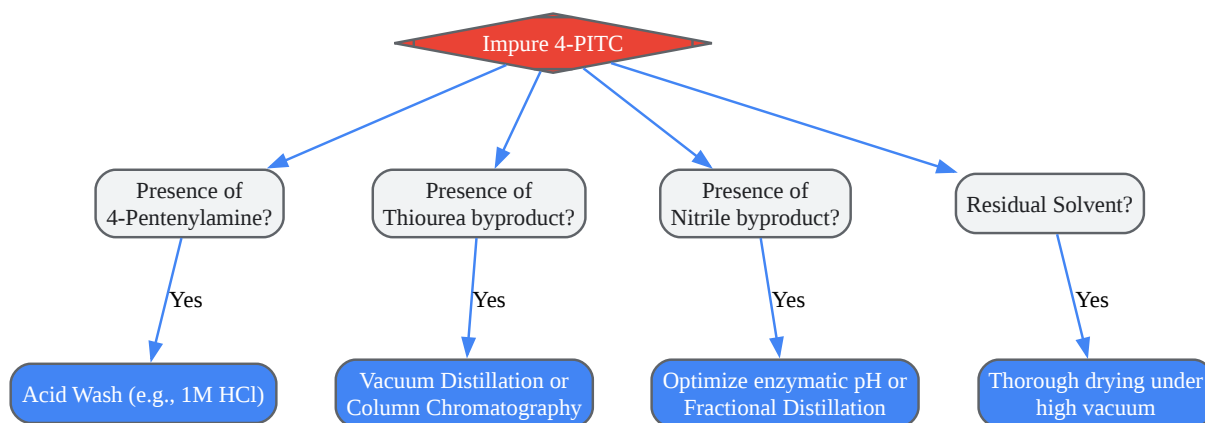 Impure 4-PITC
Presence of
4-Pentenylamine?
Presence of
Thiourea byproduct?
Presence of
Nitrile byproduct?
Residual Solvent?
Yes
Yes
Yes
Yes
Acid Wash (e.g., 1M HCl)
Vacuum Distillation or
Column Chromatography
Optimize enzymatic pH or
Fractional Distillation
Thorough drying under
high vacuum